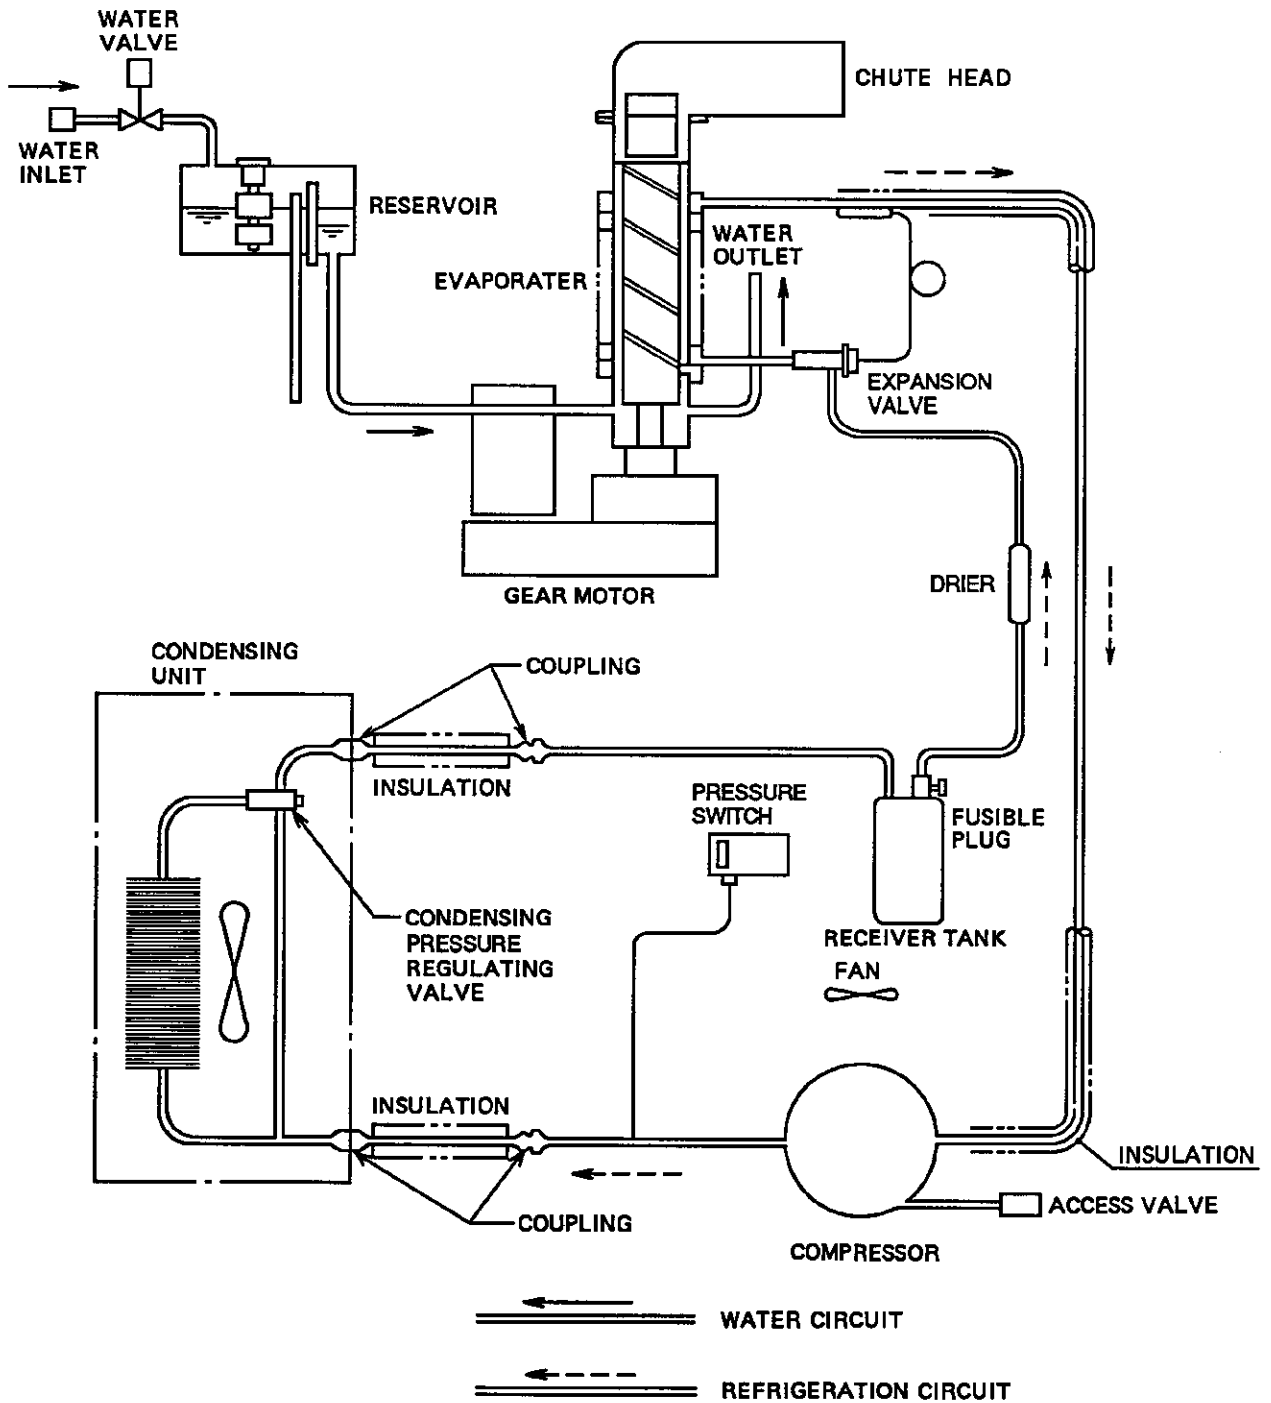 WATER
VALVE
CHUTE HEAD
WATER
INLET
RESERVOIR
WATER
OUTLET
EVAPORATER
EXPANSION
VALVE
DRIER
GEAR MOTOR
CONDENSING
UNIT
COUPLING
INSULATION
PRESSURE
SWITCH
FUSIBLE
PLUG
CONDENSING
PRESSURE
REGULATING
VALVE
RECEIVER TANK
FAN
INSULATION
INSULATION
ACCESS VALVE
COUPLING
COMPRESSOR
WATER CIRCUIT
REFRIGERATION CIRCUIT